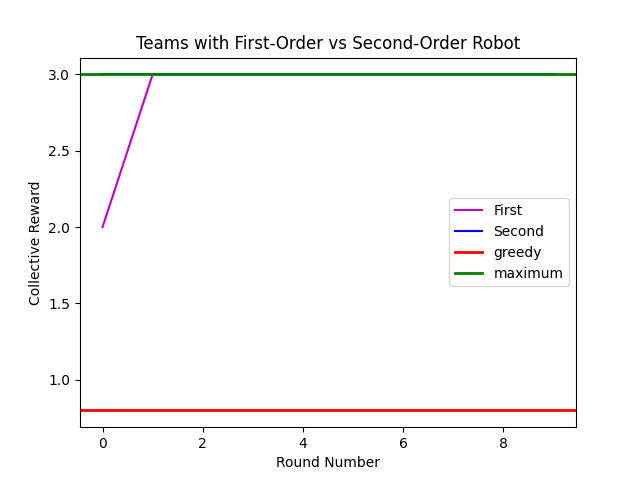 Teams with First-Order vs Second-Order Robot
3.0
2.5
2.0
1.5
1.0
Collective Reward
First
Second
greedy
maximum
0 2 4 6 8
Round Number